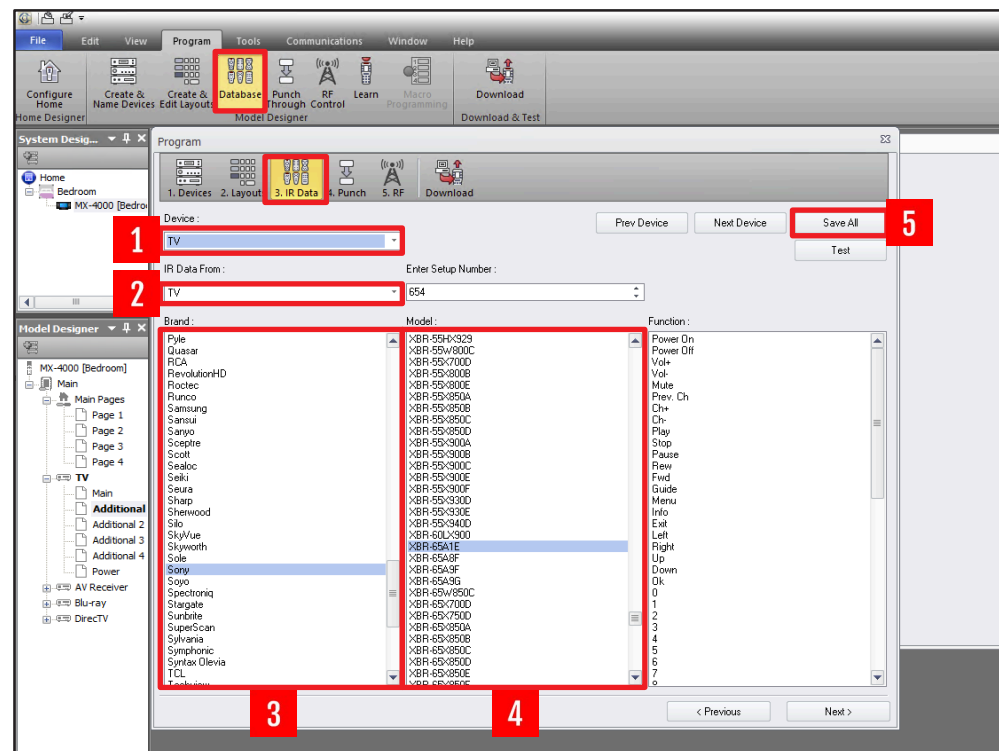 File Edit View Program Tools Communications Window Help
Configure Home
Create & Name Devices
Create & Edit Layouts
Database
Punch Through
RF Control
Learn
Macro Programming
Download
Home Designer
Model Designer
Download & Test
System Desig...
Home
Bedroom
MX-4000 [Bedro
Model Designer
MX-4000 [Bedroom]
Main
Main Pages
Page 1
Page 2
Page 3
Page 4
TV
Main
Additional
Additional 2
Additional 3
Additional 4
Power
AV Receiver
Blu-ray
DirecTV
Program
1. Devices 2. Layout 3. IR Data 4. Punch 5. RF Download
Device :
1
TV
Prev Device
Next Device
Save All
5
Test
IR Data From :
Enter Setup Number :
2
TV
654
Brand :
Pyle
Quasar
RCA
RevolutionHD
Roctec
Runco
Samsung
Sansui
Sanyo
Sceptre
Scott
Sealoc
Seiki
Seura
Sharp
Sherwood
Silo
SkyVue
Skyworth
Sole
Sony
Soyo
Spectroniq
Stargate
Sunbrite
SuperScan
Sylvania
Symphonic
Syntax Olevia
TCL
3
Model :
XBR-55HX929
XBR-55W800C
XBR-55X700D
XBR-55X800B
XBR-55X800E
XBR-55X850A
XBR-55X850B
XBR-55X850C
XBR-55X850D
XBR-55X900A
XBR-55X900B
XBR-55X900C
XBR-55X900E
XBR-55X900F
XBR-55X930D
XBR-55X930E
XBR-55X940D
XBR-60LX900
XBR-65A1E
XBR-65A8F
XBR-65A9F
XBR-65A9G
XBR-65W850C
XBR-65X700D
XBR-65X750D
XBR-65X850A
XBR-65X850B
XBR-65X850C
XBR-65X850D
XBR-65X850E
4
Function :
Power On
Power Off
Vol+
Vol-
Mute
Prev. Ch
Ch+
Ch-
Play
Stop
Pause
Rew
Fwd
Guide
Menu
Info
Exit
Left
Right
Up
Down
Ok
0
1
2
3
4
5
6
7
< Previous
Next >